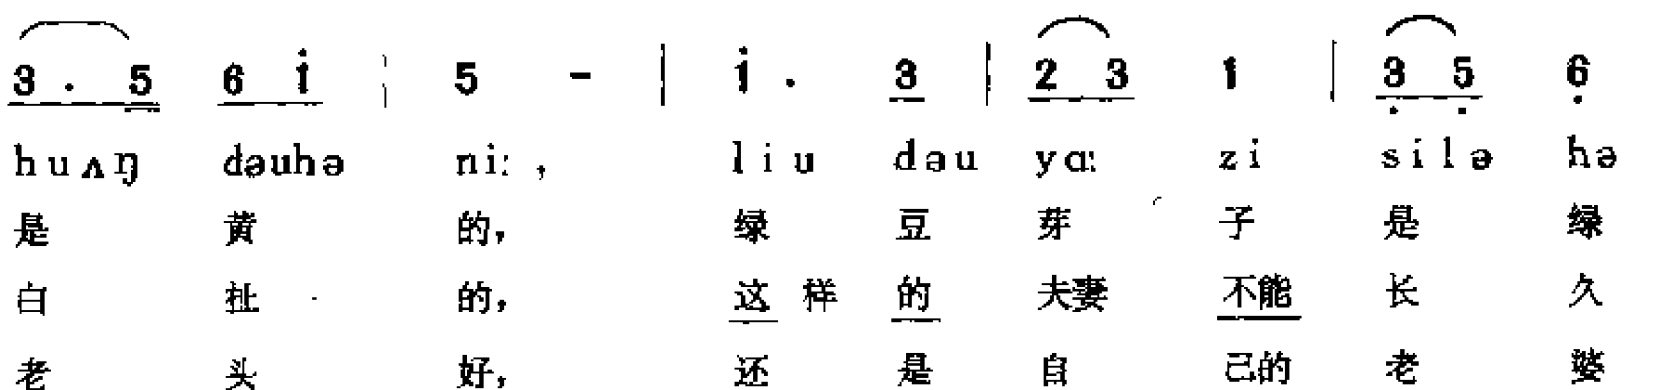 3 . 5 6 i 5 - | i . 3 | 2 3 1 | 3 5 6
huʌŋ dəuhə ni:, liu dəu yɑ: zi silə hə
是 黄 的, 绿 豆 芽 子 是 绿
白 扯 的, 这 样 的 夫妻 不能 长 久
老 头 好, 还 是 自 己的 老 婆